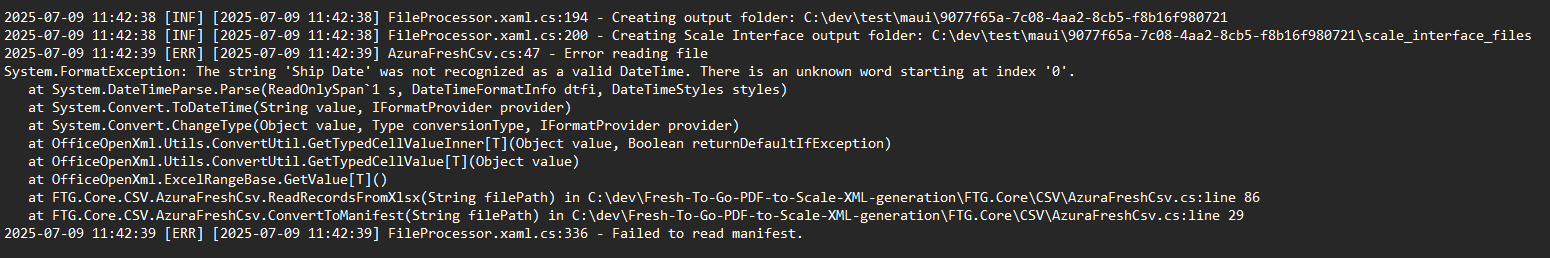 2025-07-09 11:42:38 [INF] [2025-07-09 11:42:38] FileProcessor.xaml.cs:194 - Creating output folder: C:\dev\test\maui\9077f65a-7c08-4aa2-8cb5-f8b16f980721
2025-07-09 11:42:38 [INF] [2025-07-09 11:42:38] FileProcessor.xaml.cs:200 - Creating Scale Interface output folder: C:\dev\test\maui\9077f65a-7c08-4aa2-8cb5-f8b16f980721\scale_interface_files
2025-07-09 11:42:39 [ERR] [2025-07-09 11:42:39] AzuraFreshCsv.cs:47 - Error reading file
System.FormatException: The string 'Ship Date' was not recognized as a valid DateTime. There is an unknown word starting at index '0'.
   at System.DateTimeParse.Parse(ReadOnlySpan`1 s, DateTimeFormatInfo dtfi, DateTimeStyles styles)
   at System.Convert.ToDateTime(String value, IFormatProvider provider)
   at System.Convert.ChangeType(Object value, Type conversionType, IFormatProvider provider)
   at OfficeOpenXml.Utils.ConvertUtil.GetTypedCellValueInner[T](Object value, Boolean returnDefaultIfException)
   at OfficeOpenXml.Utils.ConvertUtil.GetTypedCellValue[T](Object value)
   at OfficeOpenXml.ExcelRangeBase.GetValue[T]()
   at FTG.Core.CSV.AzuraFreshCsv.ReadRecordsFromXlsx(String filePath) in C:\dev\Fresh-To-Go-PDF-to-Scale-XML-generation\FTG.Core\CSV\AzuraFreshCsv.cs:line 86
   at FTG.Core.CSV.AzuraFreshCsv.ConvertToManifest(String filePath) in C:\dev\Fresh-To-Go-PDF-to-Scale-XML-generation\FTG.Core\CSV\AzuraFreshCsv.cs:line 29
2025-07-09 11:42:39 [ERR] [2025-07-09 11:42:39] FileProcessor.xaml.cs:336 - Failed to read manifest.